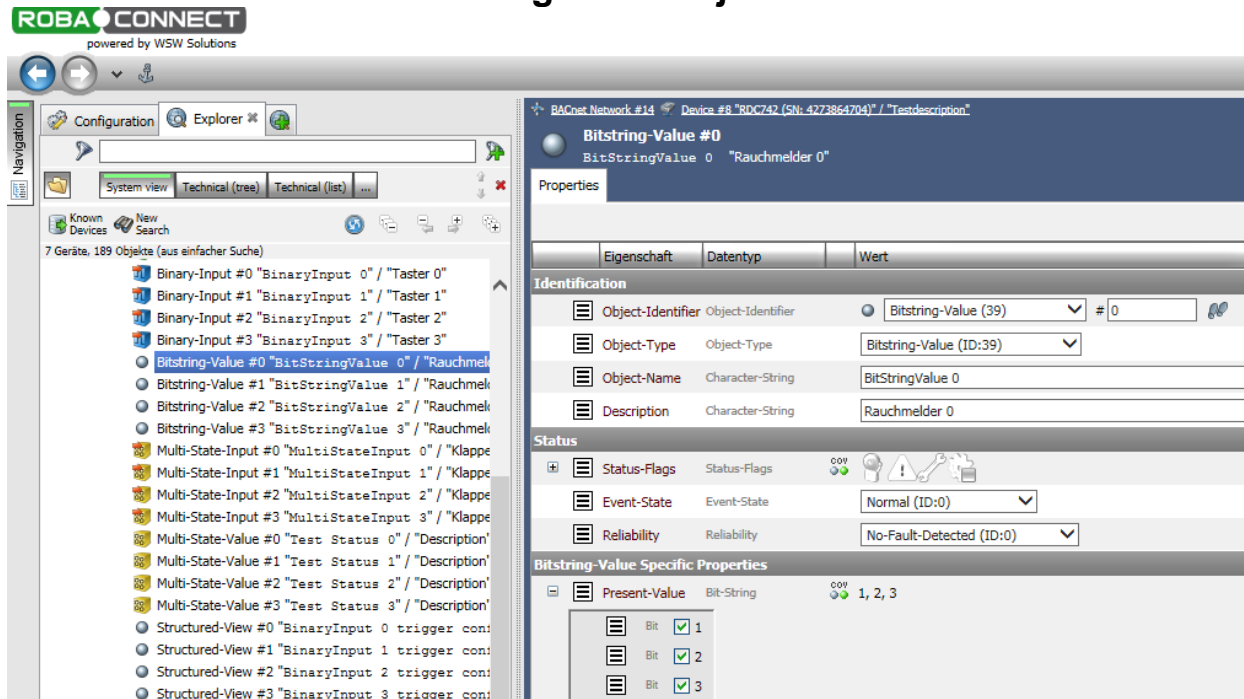 ROBA CONNECT
powered by WSW Solutions
Navigation
Configuration
Explorer
System view
Technical (tree)
Technical (list)
...
Known Devices
New Search
7 Geräte, 189 Objekte (aus einfacher Suche)
Binary-Input #0 "BinaryInput 0" / "Taster 0"
Binary-Input #1 "BinaryInput 1" / "Taster 1"
Binary-Input #2 "BinaryInput 2" / "Taster 2"
Binary-Input #3 "BinaryInput 3" / "Taster 3"
Bitstring-Value #0 "BitStringValue 0" / "Rauchmel
Bitstring-Value #1 "BitStringValue 1" / "Rauchmel
Bitstring-Value #2 "BitStringValue 2" / "Rauchmel
Bitstring-Value #3 "BitStringValue 3" / "Rauchmel
Multi-State-Input #0 "MultiStateInput 0" / "Klappe
Multi-State-Input #1 "MultiStateInput 1" / "Klappe
Multi-State-Input #2 "MultiStateInput 2" / "Klappe
Multi-State-Input #3 "MultiStateInput 3" / "Klappe
Multi-State-Value #0 "Test Status 0" / "Description"
Multi-State-Value #1 "Test Status 1" / "Description"
Multi-State-Value #2 "Test Status 2" / "Description"
Multi-State-Value #3 "Test Status 3" / "Description"
Structured-View #0 "BinaryInput 0 trigger con
Structured-View #1 "BinaryInput 1 trigger con
Structured-View #2 "BinaryInput 2 trigger con
Structured-View #3 "BinaryInput 3 trigger con
BACnet Network #14 Device #8 "RDC742 (SN: 4273864704)" / "Testdescription"
Bitstring-Value #0
BitStringValue 0 "Rauchmelder 0"
Properties
Eigenschaft Datentyp Wert
Identification
Object-Identifier Object-Identifier Bitstring-Value (39) # 0
Object-Type Object-Type Bitstring-Value (ID:39)
Object-Name Character-String BitStringValue 0
Description Character-String Rauchmelder 0
Status
Status-Flags Status-Flags COV
Event-State Event-State Normal (ID:0)
Reliability Reliability No-Fault-Detected (ID:0)
Bitstring-Value Specific Properties
Present-Value Bit-String COV 1, 2, 3
Bit 1
Bit 2
Bit 3